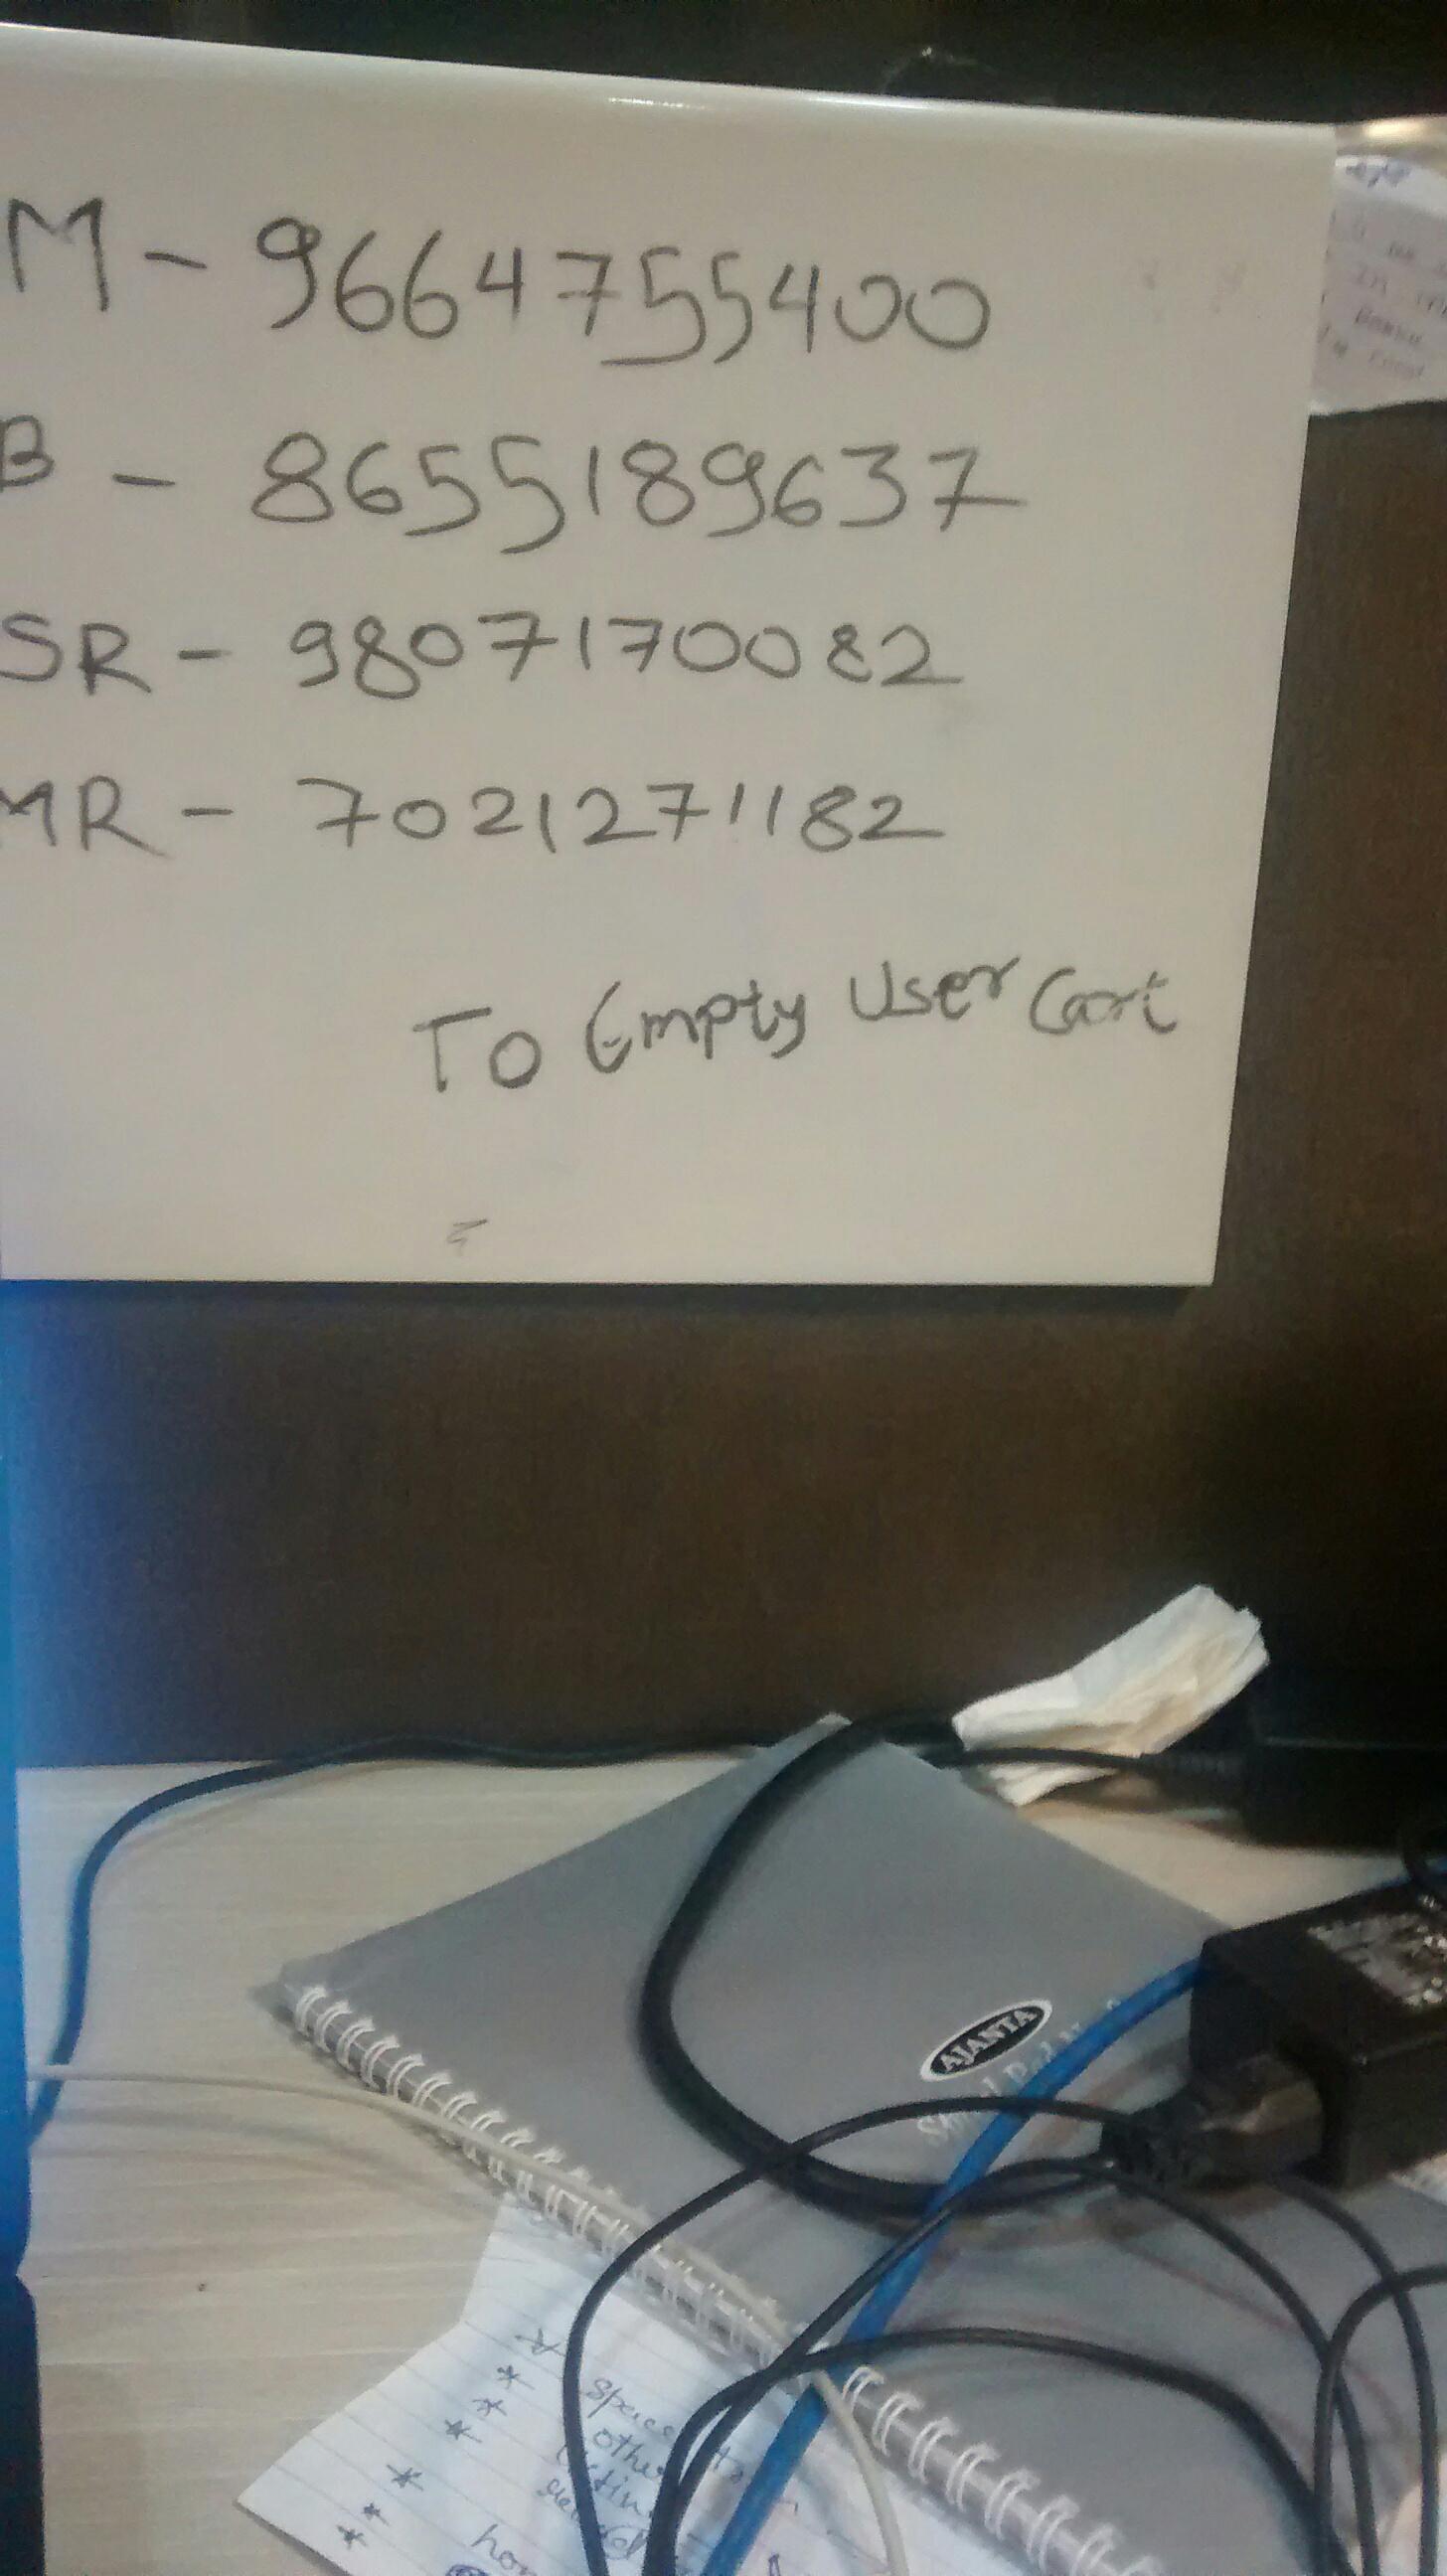 M - 9664755400
B - 8655189637
SR - 9807170082
MR - 7021271182
To Empty User Cart
AJANTA